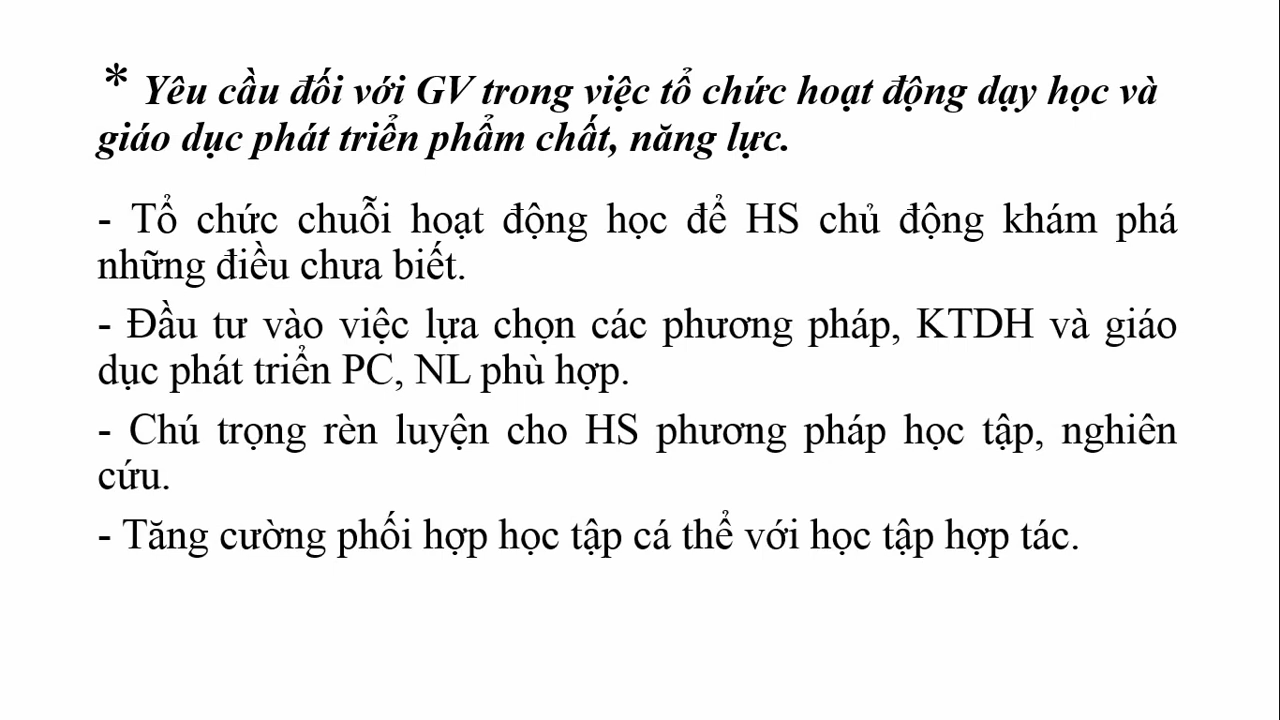 * Yêu cầu đối với GV trong việc tổ chức hoạt động dạy học và
giáo dục phát triển phẩm chất, năng lực.
- Tổ chức chuỗi hoạt động học để HS chủ động khám phá
những điều chưa biết.
- Đầu tư vào việc lựa chọn các phương pháp, KTDH và giáo
dục phát triển PC, NL phù hợp.
- Chú trọng rèn luyện cho HS phương pháp học tập, nghiên
cứu.
- Tăng cường phối hợp học tập cá thể với học tập hợp tác.